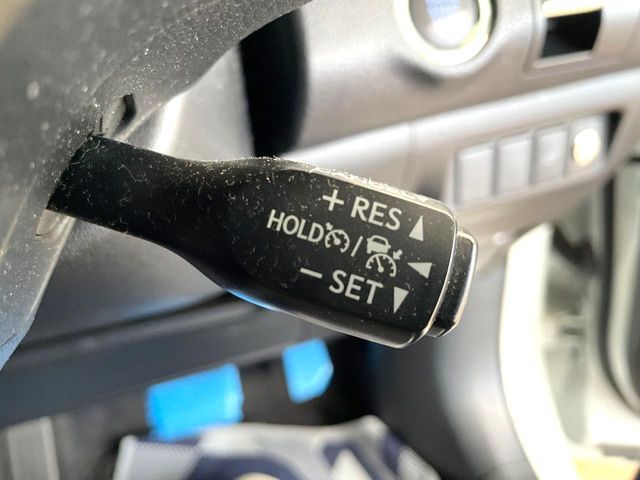 + RES
HOLD /
− SET